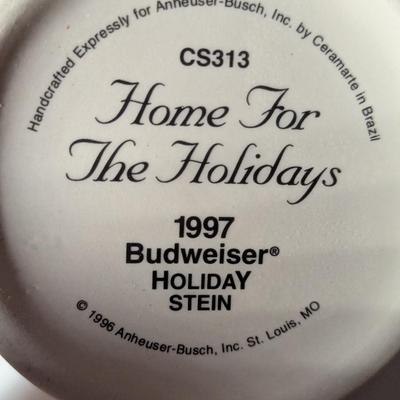 Handcrafted Expressly for Anheuser-Busch, Inc. by Ceramarte in Brazil
CS313
Home For
The Holidays
1997
Budweiser®
HOLIDAY
STEIN
© 1996 Anheuser-Busch, Inc. St. Louis, MO